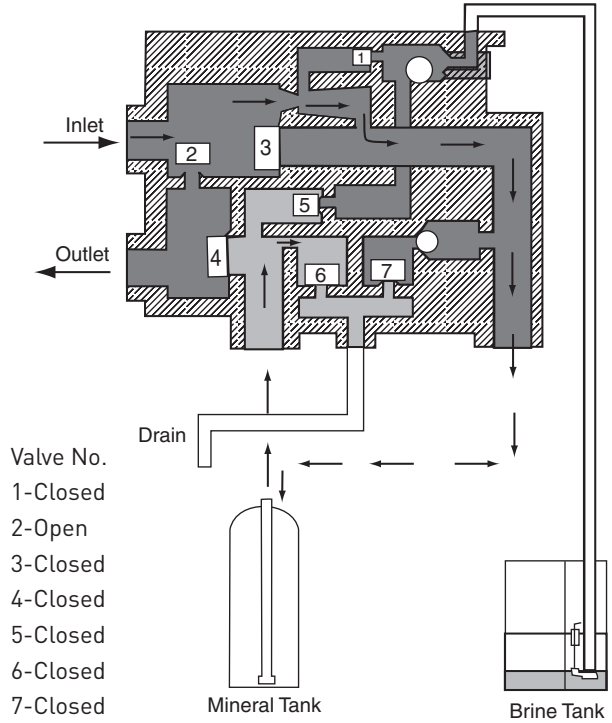 1
Inlet
2
3
5
Outlet
4
6
7
Drain
Valve No.
1-Closed
2-Open
3-Closed
4-Closed
5-Closed
6-Closed
7-Closed
Mineral Tank
Brine Tank